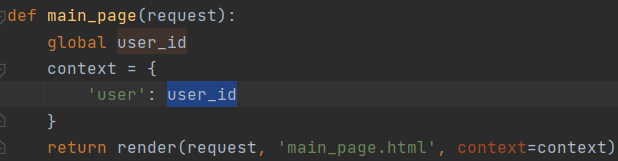 def main_page(request):
    global user_id
    context = {
        'user': user_id
    }
    return render(request, 'main_page.html', context=context)